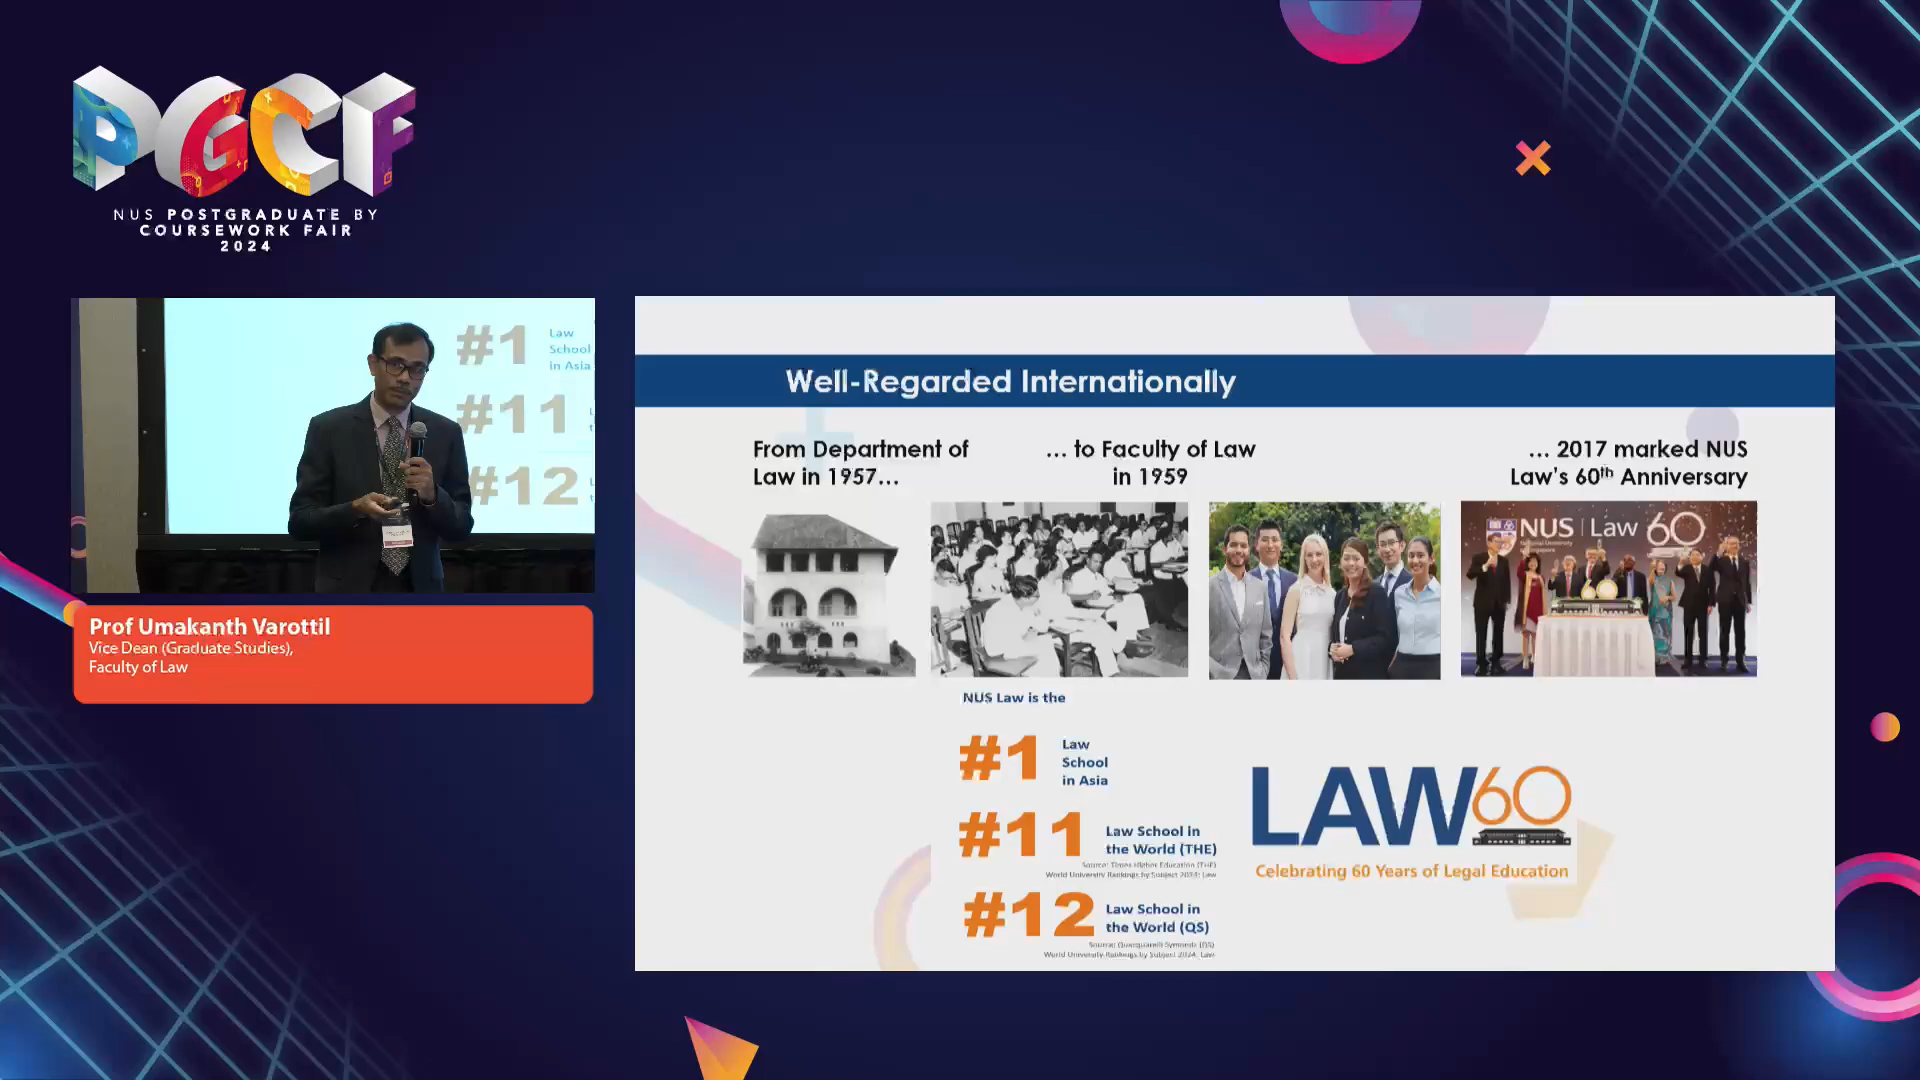 PGCF
NUS POSTGRADUATE BY
COURSEWORK FAIR
2024
#1 Law
School
in Asia
#11
#12
Prof Umakanth Varottil
Vice Dean (Graduate Studies),
Faculty of Law
Well-Regarded Internationally
From Department of
Law in 1957...
... to Faculty of Law
in 1959
... 2017 marked NUS
Law's 60th Anniversary
NUS | Law 60
NUS Law is the
#1 Law
School
in Asia
#11 Law School in
the World (THE)
Source: Times Higher Education (THE)
World University Rankings by Subject 2024: Law
#12 Law School in
the World (QS)
Source: Quacquarelli Symonds (QS)
World University Rankings by Subject 2024: Law
LAW60
Celebrating 60 Years of Legal Education